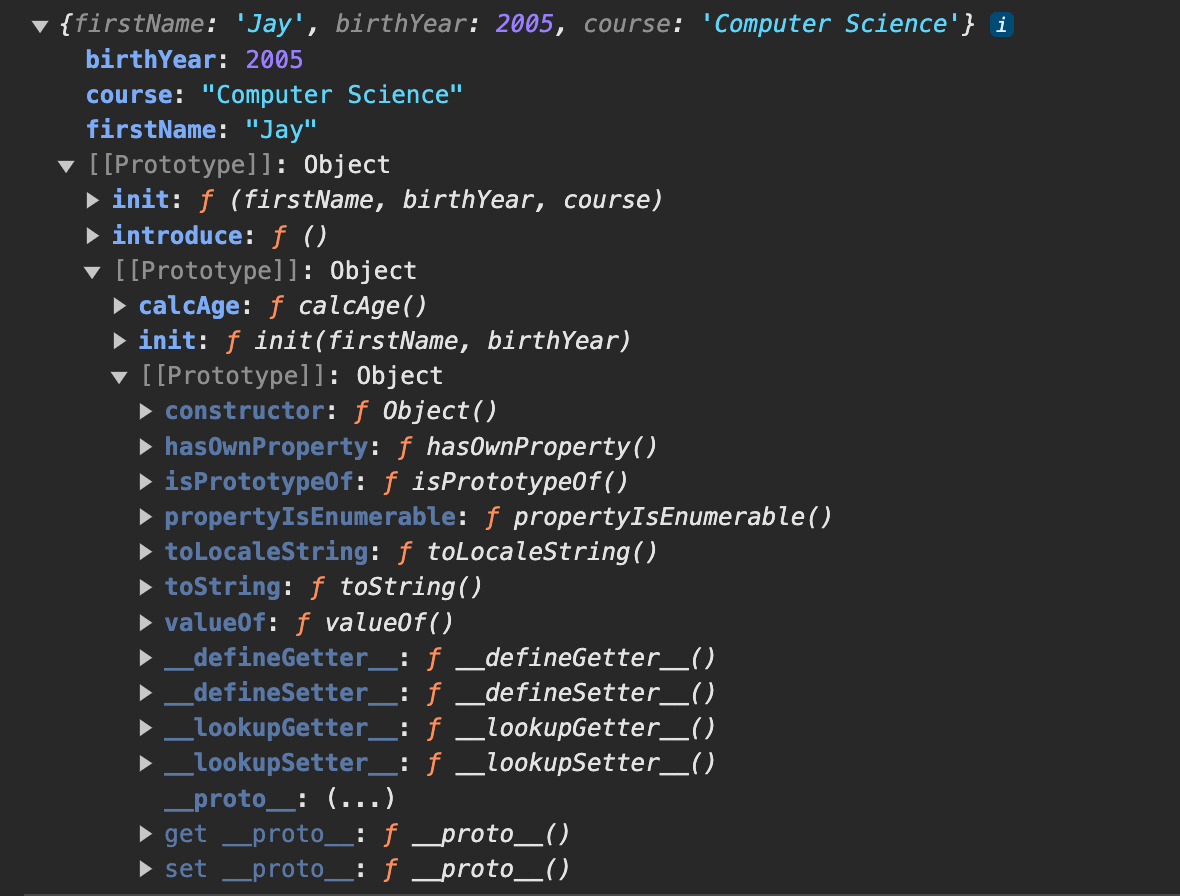 ▼ {firstName: 'Jay', birthYear: 2005, course: 'Computer Science'} i
birthYear: 2005
course: "Computer Science"
firstName: "Jay"
▼ [[Prototype]]: Object
▶ init: ƒ (firstName, birthYear, course)
▶ introduce: ƒ ()
▼ [[Prototype]]: Object
▶ calcAge: ƒ calcAge()
▶ init: ƒ init(firstName, birthYear)
▼ [[Prototype]]: Object
▶ constructor: ƒ Object()
▶ hasOwnProperty: ƒ hasOwnProperty()
▶ isPrototypeOf: ƒ isPrototypeOf()
▶ propertyIsEnumerable: ƒ propertyIsEnumerable()
▶ toLocaleString: ƒ toLocaleString()
▶ toString: ƒ toString()
▶ valueOf: ƒ valueOf()
▶ __defineGetter__: ƒ __defineGetter__()
▶ __defineSetter__: ƒ __defineSetter__()
▶ __lookupGetter__: ƒ __lookupGetter__()
▶ __lookupSetter__: ƒ __lookupSetter__()
__proto__: (...)
▶ get __proto__: ƒ __proto__()
▶ set __proto__: ƒ __proto__()